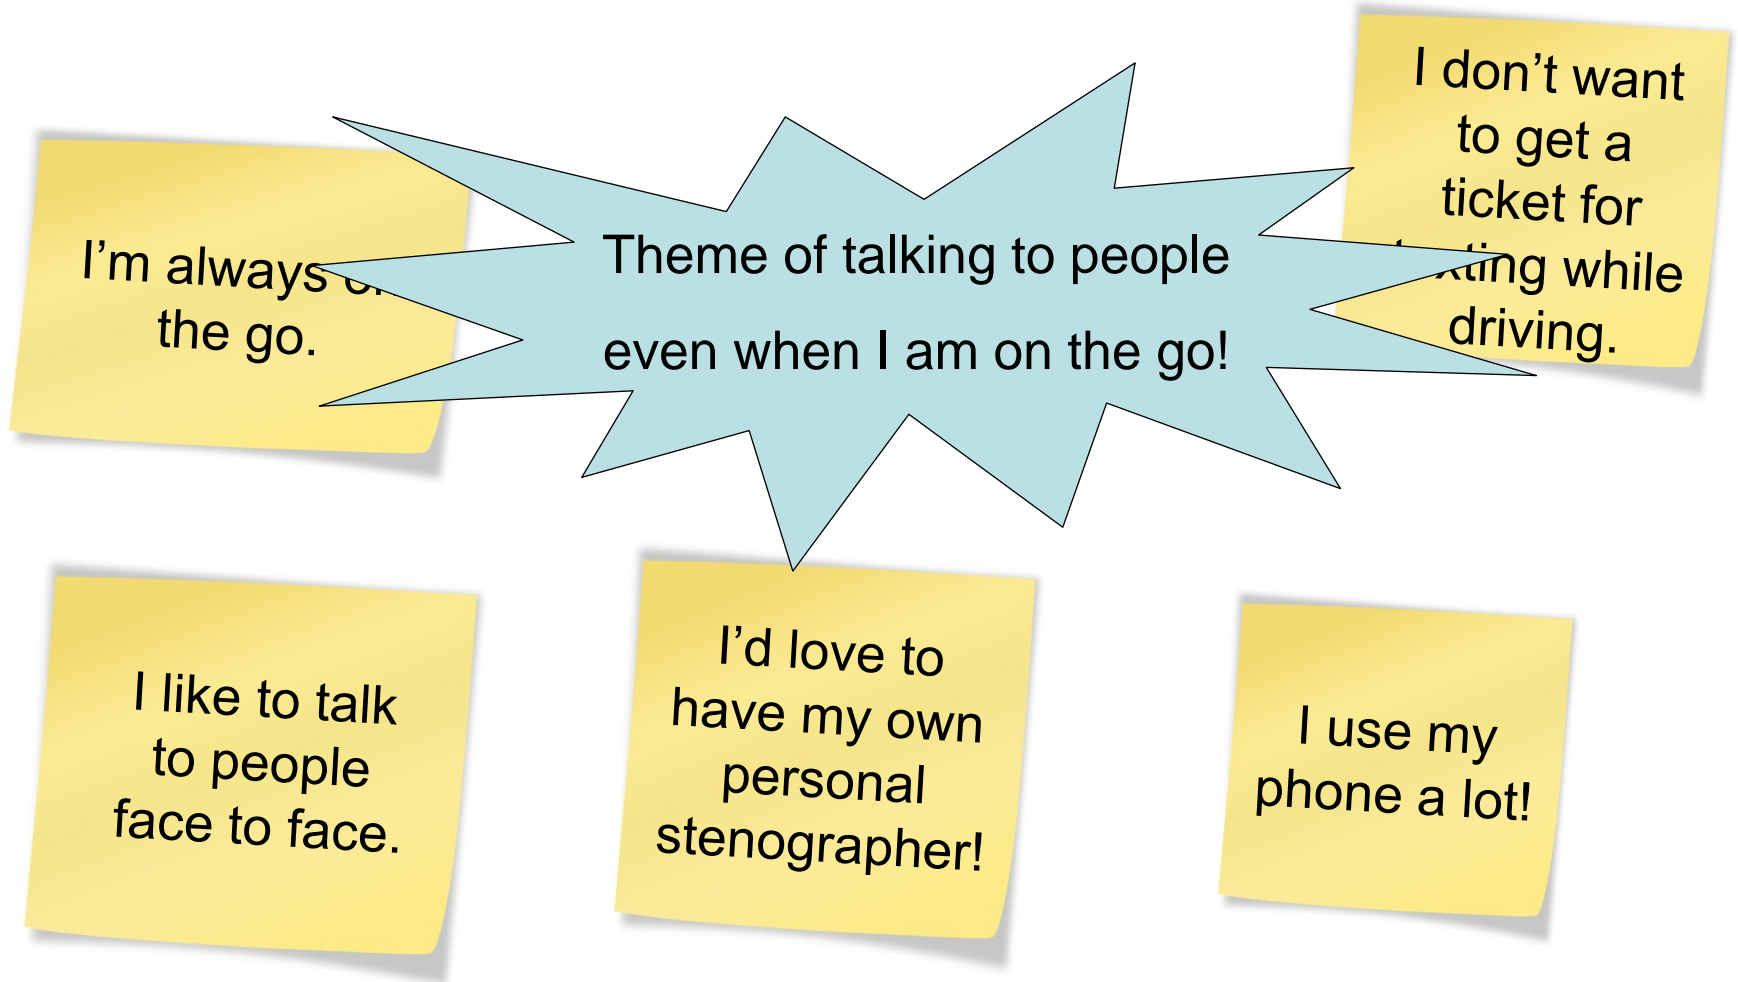 I'm always
the go.
Theme of talking to people
even when I am on the go!
I don't want
to get a
ticket for
while
driving.
I like to talk
to people
face to face.
I'd love to
have my own
personal
stenographer!
I use my
phone a lot!